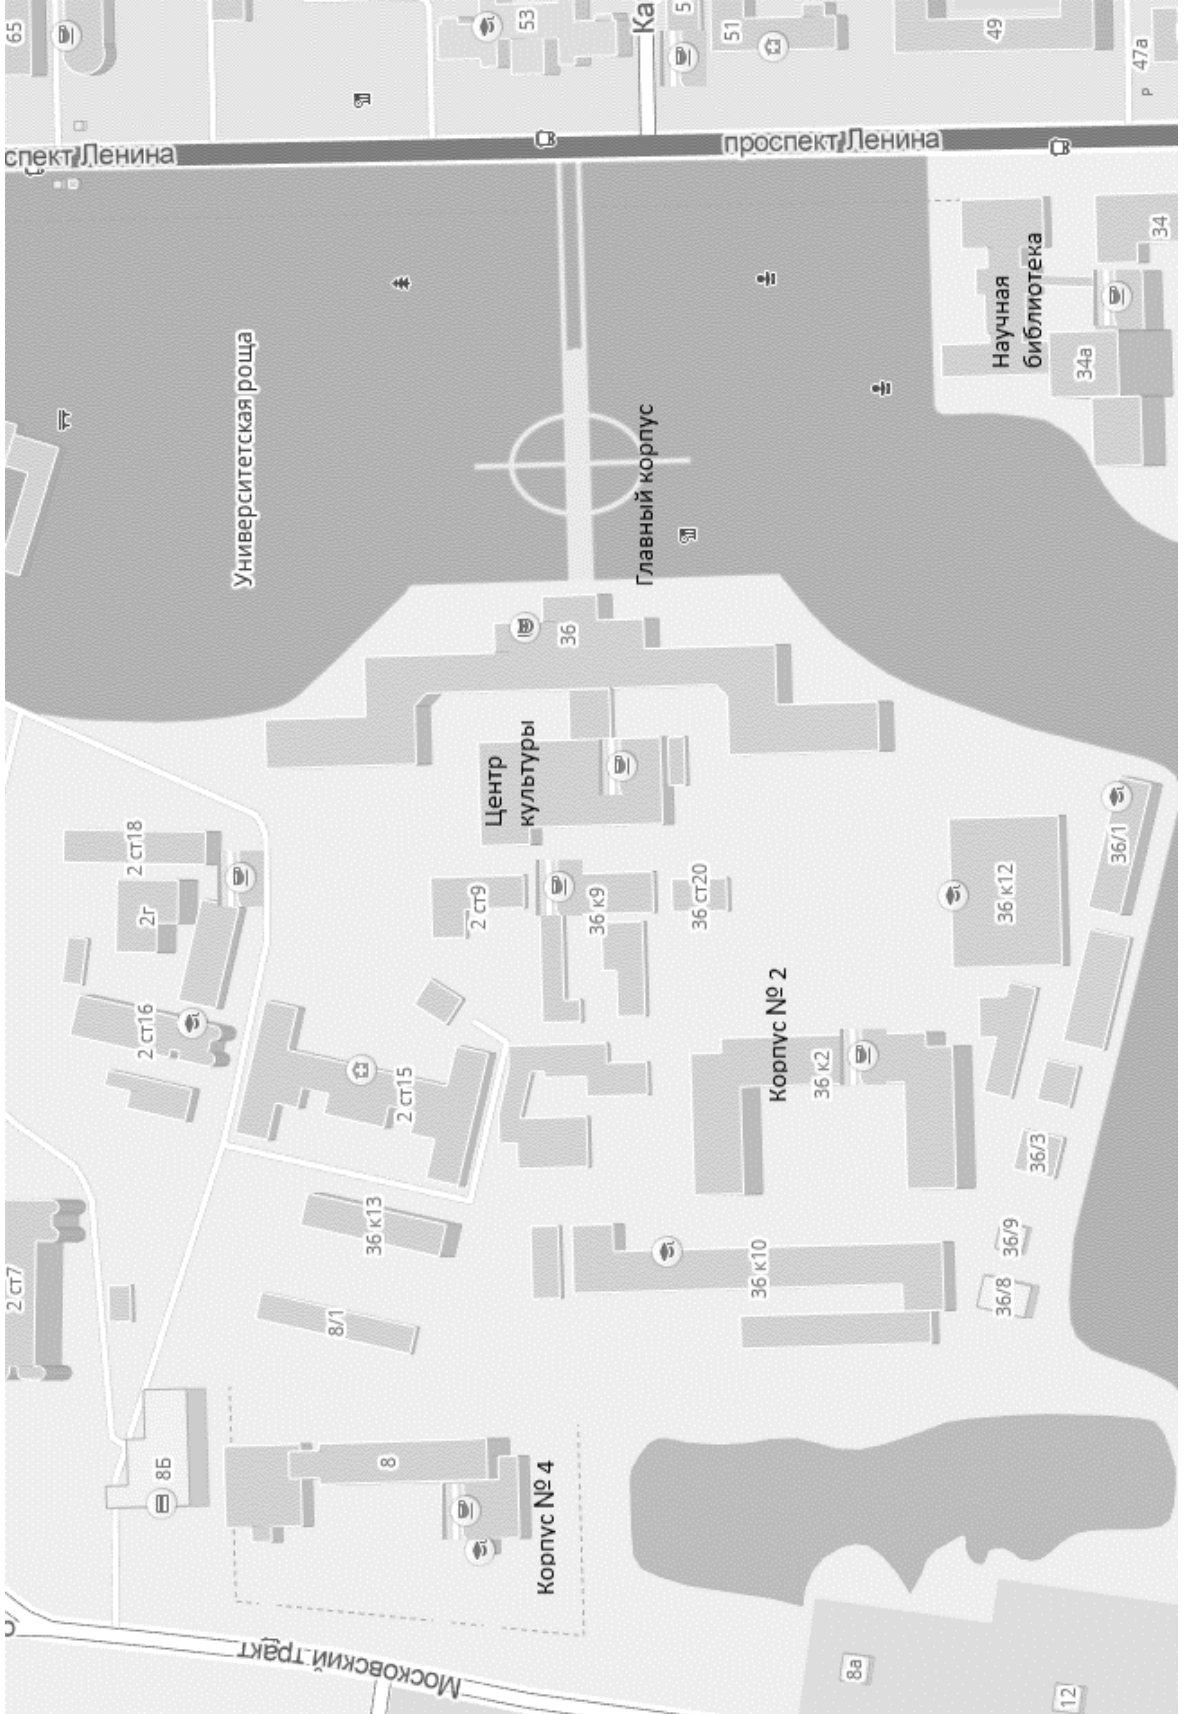 65
53
Ка
5
51
49
47а
Р
спект Ленина
проспект Ленина
34
Научная
библиотека
34а
Университетская роща
Главный корпус
36
Центр
культуры
2 ст18
2г
2 ст9
36 к9
36 ст20
36 к12
36/1
2 ст16
2 ст15
Корпус № 2
36 к2
36/3
36 к13
36 к10
36/9
36/8
2 ст7
8/1
8Б
8
Корпус № 4
Московский тракт
8а
12